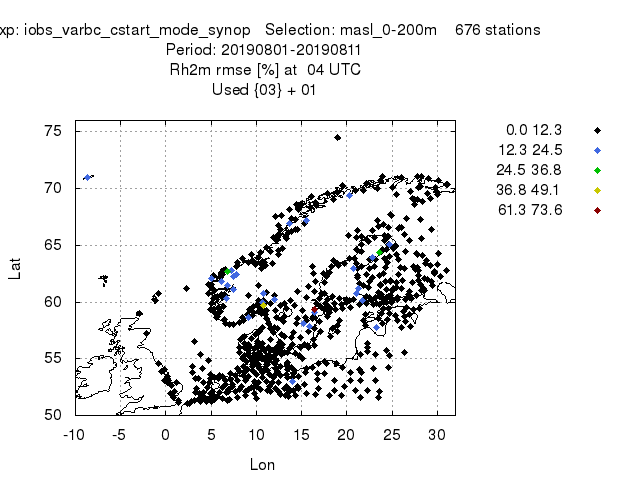 xp: iobs_varbc_cstart_mode_synop Selection: masl_0-200m 676 stations
Period: 20190801-20190811
Rh2m rmse [%] at 04 UTC
Used {03} + 01
0.0 12.3
12.3 24.5
24.5 36.8
36.8 49.1
61.3 73.6
75
70
65
60
55
50
Lat
-10 -5 0 5 10 15 20 25 30
Lon